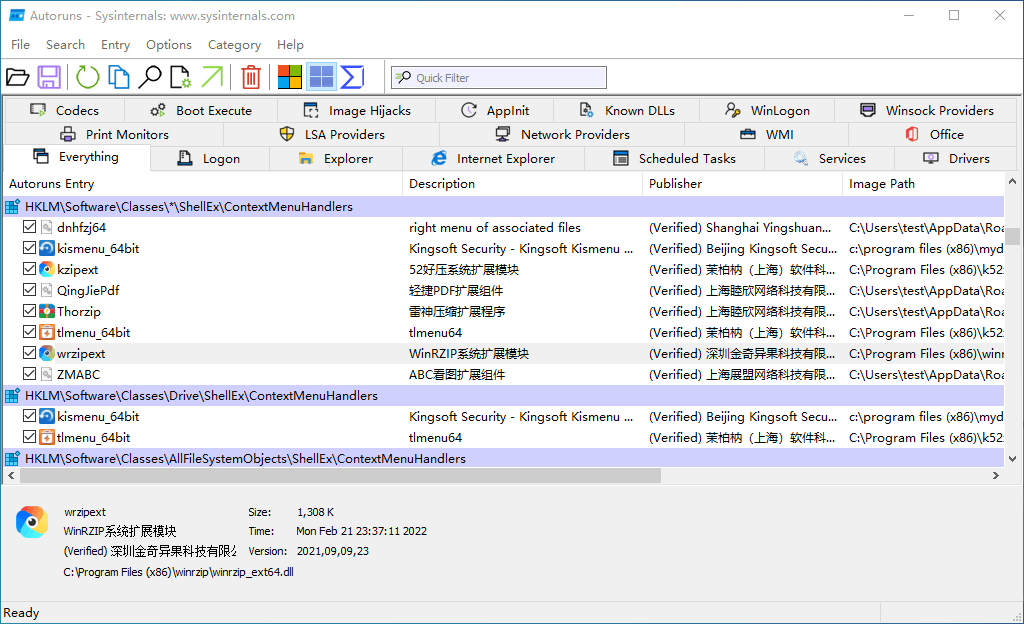 Autoruns - Sysinternals: www.sysinternals.com
File Search Entry Options Category Help
Quick Filter
Codecs Boot Execute Image Hijacks AppInit Known DLLs WinLogon Winsock Providers
Print Monitors LSA Providers Network Providers WMI Office
Everything Logon Explorer Internet Explorer Scheduled Tasks Services Drivers
Autoruns Entry Description Publisher Image Path
HKLM\Software\Classes\*\ShellEx\ContextMenuHandlers
dnhfzj64 right menu of associated files (Verified) Shanghai Yingshuan... C:\Users\test\AppData\Roa
kismenu_64bit Kingsoft Security - Kingsoft Kismenu ... (Verified) Beijing Kingsoft Secu... c:\program files (x86)\myd
kzipext 52好压系统扩展模块 (Verified) 茉柏枘（上海）软件科... C:\Program Files (x86)\k52
QingJiePdf 轻捷PDF扩展组件 (Verified) 上海睦欣网络科技有限... C:\Users\test\AppData\Roa
Thorzip 雷神压缩扩展程序 (Verified) 上海睦欣网络科技有限... C:\Users\test\AppData\Roa
tlmenu_64bit tlmenu64 (Verified) 茉柏枘（上海）软件科... C:\Program Files (x86)\k52
wrzipext WinRZIP系统扩展模块 (Verified) 深圳金奇异果科技有限... C:\Program Files (x86)\winr
ZMABC ABC看图扩展组件 (Verified) 上海展盟网络科技有限... C:\Users\test\AppData\Roa
HKLM\Software\Classes\Drive\ShellEx\ContextMenuHandlers
kismenu_64bit Kingsoft Security - Kingsoft Kismenu ... (Verified) Beijing Kingsoft Secu... c:\program files (x86)\myd
tlmenu_64bit tlmenu64 (Verified) 茉柏枘（上海）软件科... C:\Program Files (x86)\k52
HKLM\Software\Classes\AllFileSystemObjects\ShellEx\ContextMenuHandlers
wrzipext Size: 1,308 K
WinRZIP系统扩展模块 Time: Mon Feb 21 23:37:11 2022
(Verified) 深圳金奇异果科技有限 Version: 2021,09,09,23
C:\Program Files (x86)\winrzip\winrzip_ext64.dll
Ready